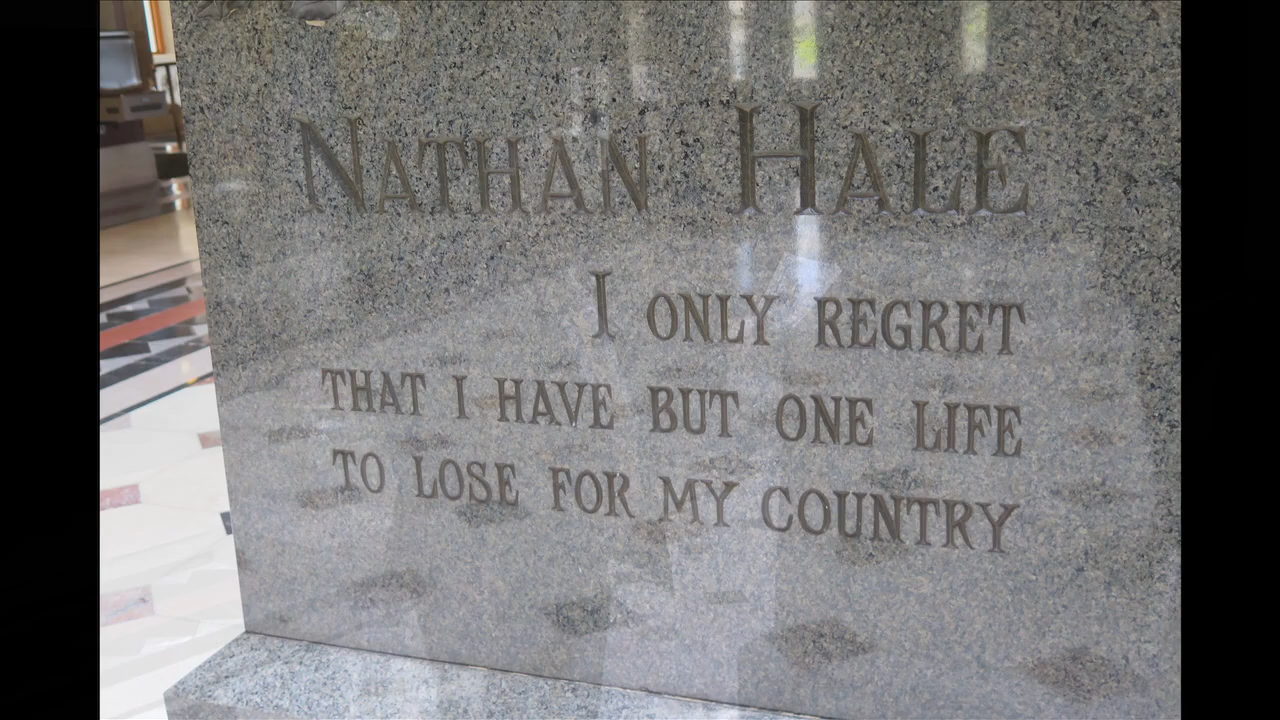 NATHAN HALE
I ONLY REGRET
THAT I HAVE BUT ONE LIFE
TO LOSE FOR MY COUNTRY